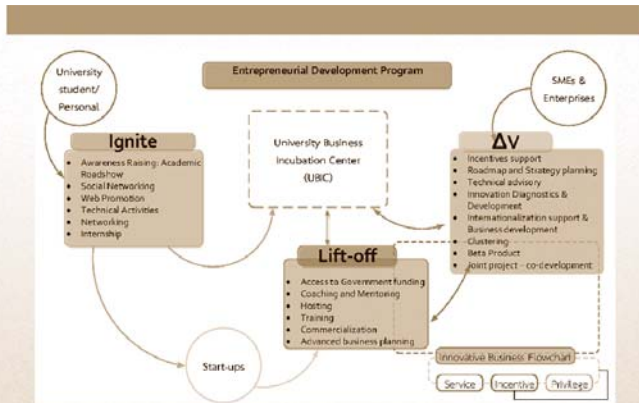 Entrepreneurial Development Program
University
student/
Personal
SMEs &
Enterprises
Ignite
• Awareness Raising: Academic
Roadshow
• Social Networking
• Web Promotion
• Technical Activities
• Networking
• Internship
University Business
Incubation Center
(UBIC)
ΔV
• Incentives support
• Roadmap and Strategy planning
• Technical advisory
• Innovation Diagnostics &
Development
• Internationalization support &
Business development
• Clustering
• Beta Product
• Joint project – co-development
Lift-off
• Access to Government funding
• Coaching and Mentoring
• Hosting
• Training
• Commercialization
• Advanced business planning
Start-ups
Innovative Business Flowchart
Service
Incentive
Privilege